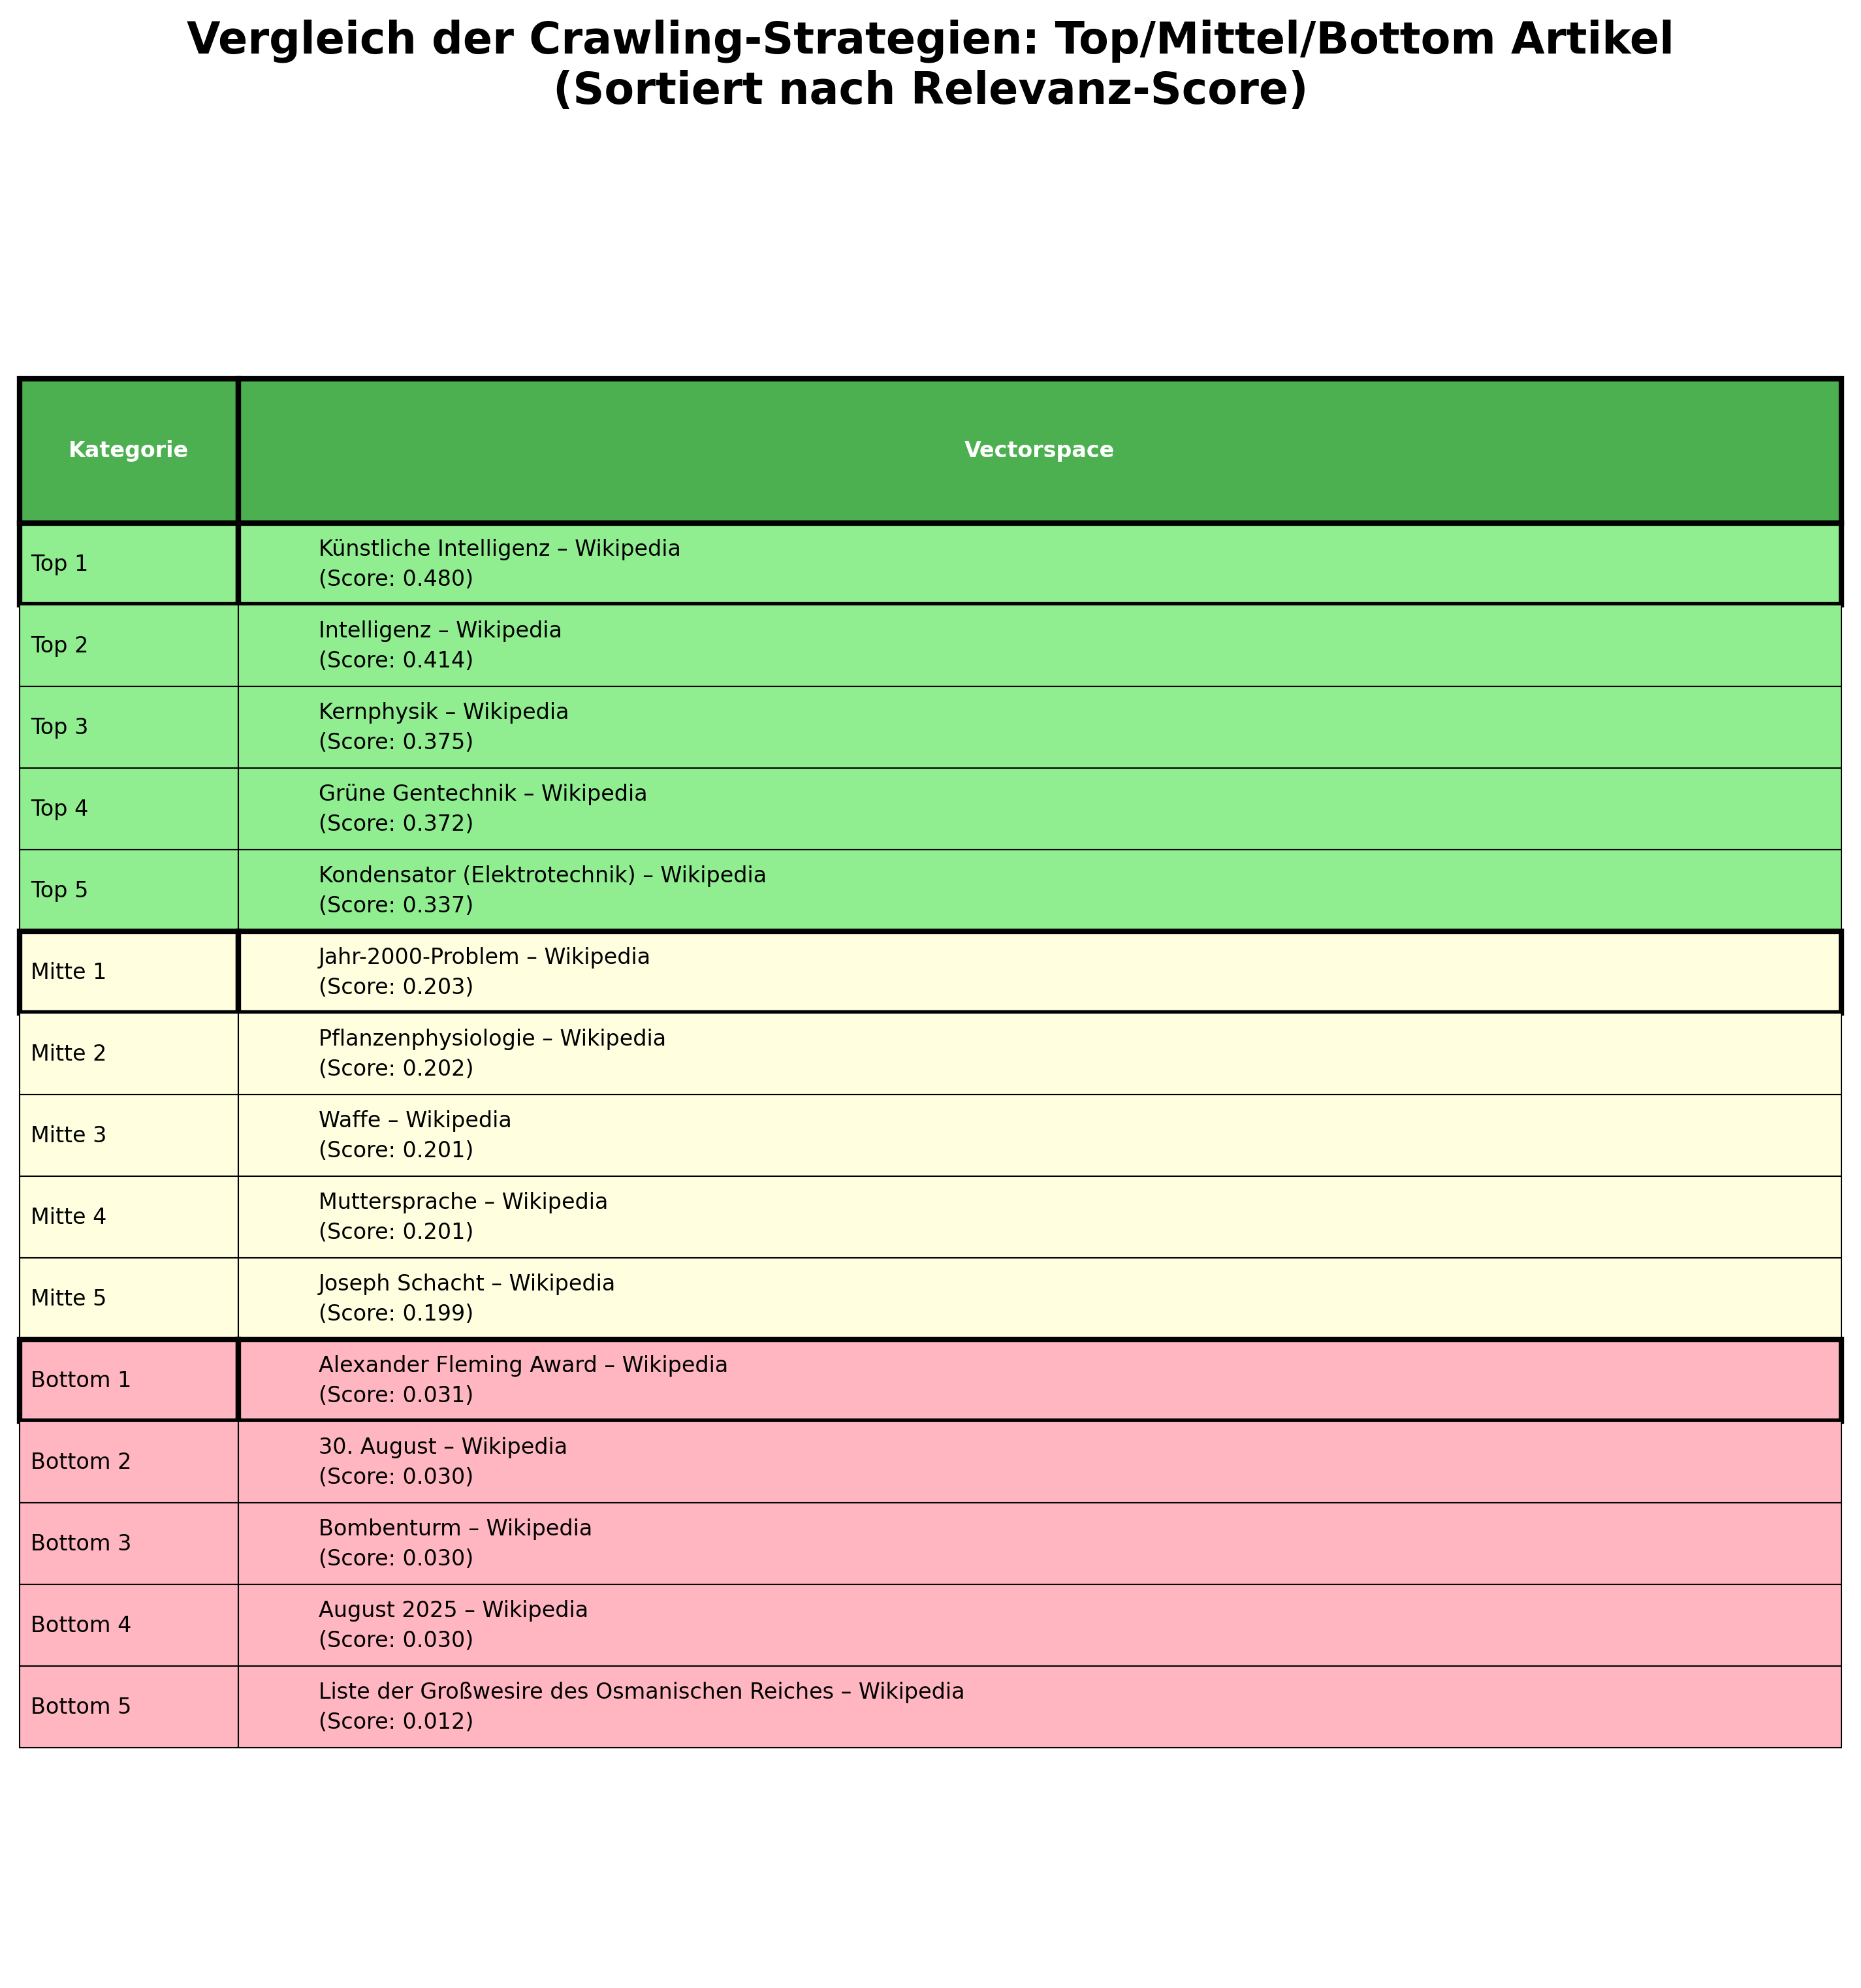 Vergleich der Crawling-Strategien: Top/Mittel/Bottom Artikel
(Sortiert nach Relevanz-Score)
Kategorie
Vectorspace
Top 1
Künstliche Intelligenz – Wikipedia
(Score: 0.480)
Top 2
Intelligenz – Wikipedia
(Score: 0.414)
Top 3
Kernphysik – Wikipedia
(Score: 0.375)
Top 4
Grüne Gentechnik – Wikipedia
(Score: 0.372)
Top 5
Kondensator (Elektrotechnik) – Wikipedia
(Score: 0.337)
Mitte 1
Jahr-2000-Problem – Wikipedia
(Score: 0.203)
Mitte 2
Pflanzenphysiologie – Wikipedia
(Score: 0.202)
Mitte 3
Waffe – Wikipedia
(Score: 0.201)
Mitte 4
Muttersprache – Wikipedia
(Score: 0.201)
Mitte 5
Joseph Schacht – Wikipedia
(Score: 0.199)
Bottom 1
Alexander Fleming Award – Wikipedia
(Score: 0.031)
Bottom 2
30. August – Wikipedia
(Score: 0.030)
Bottom 3
Bombenturm – Wikipedia
(Score: 0.030)
Bottom 4
August 2025 – Wikipedia
(Score: 0.030)
Bottom 5
Liste der Großwesire des Osmanischen Reiches – Wikipedia
(Score: 0.012)